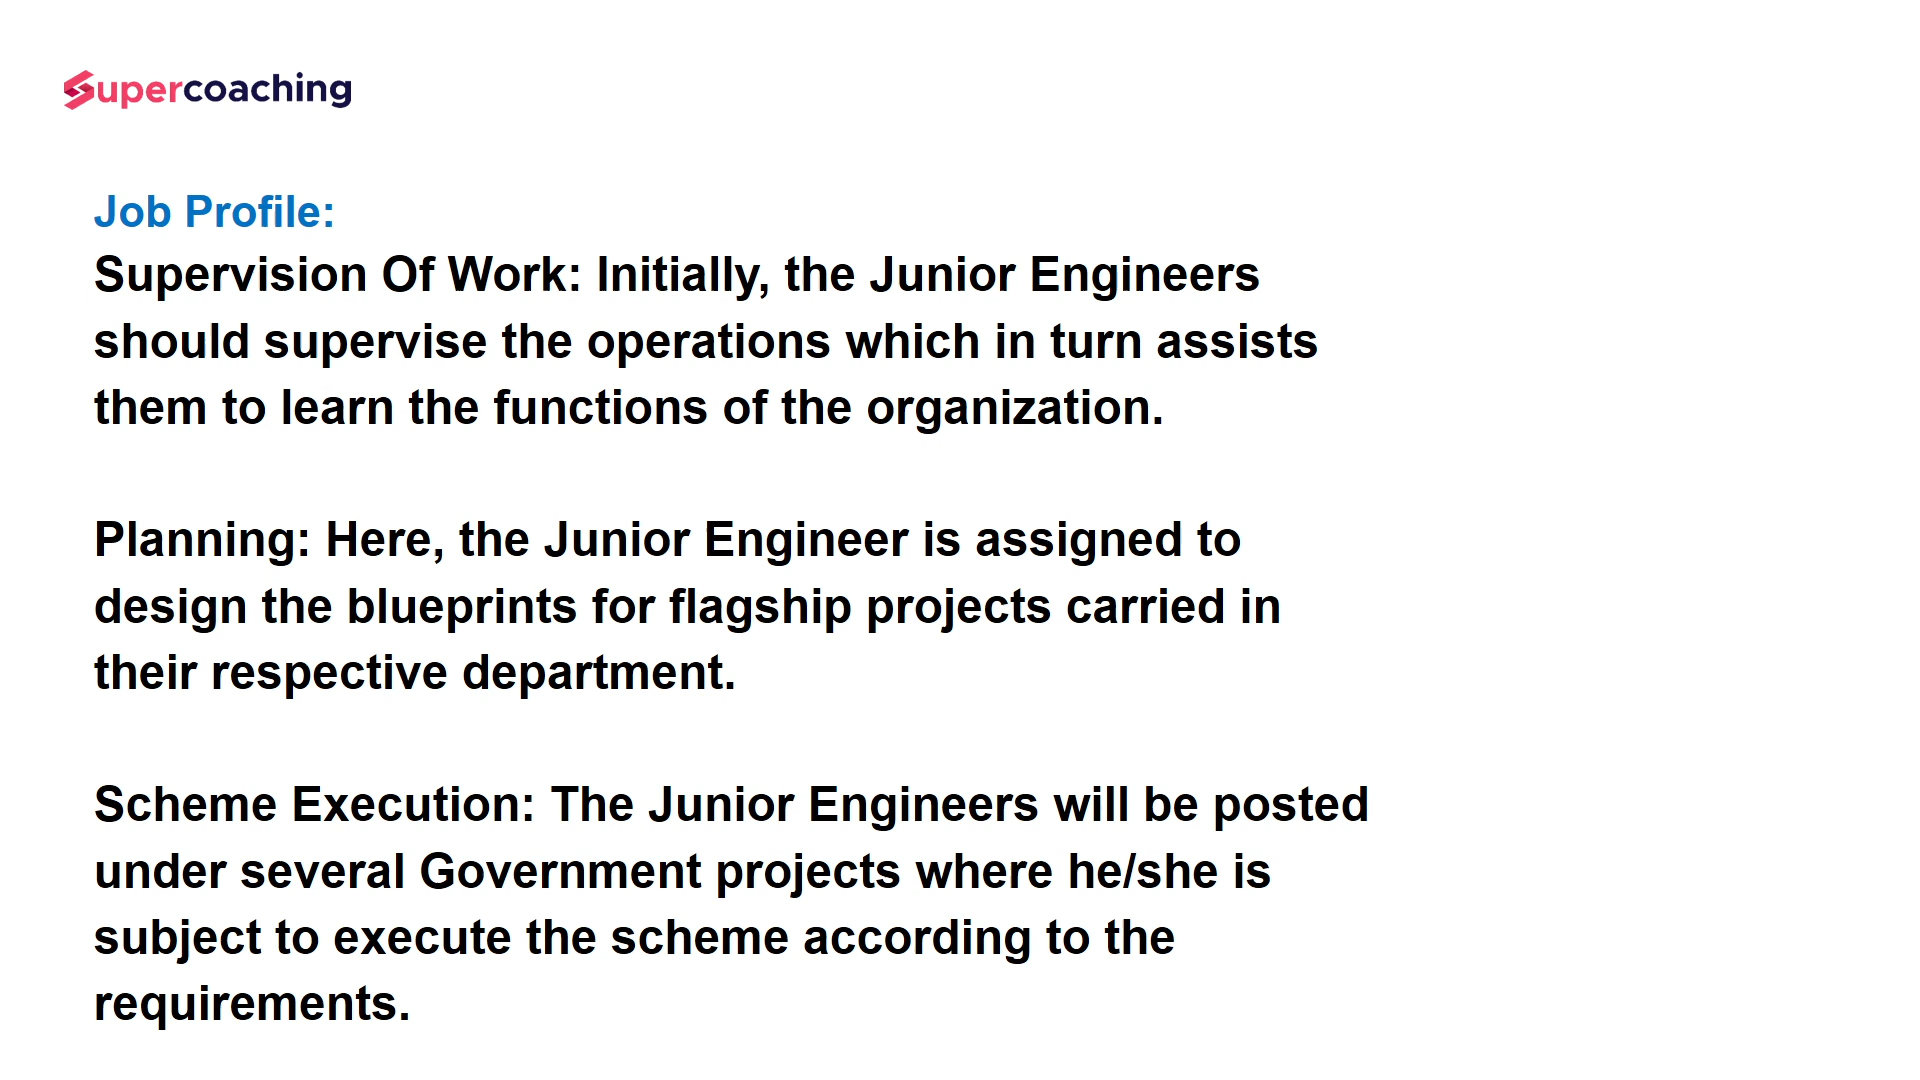 Supercoaching
Job Profile:
Supervision Of Work: Initially, the Junior Engineers
should supervise the operations which in turn assists
them to learn the functions of the organization.
Planning: Here, the Junior Engineer is assigned to
design the blueprints for flagship projects carried in
their respective department.
Scheme Execution: The Junior Engineers will be posted
under several Government projects where he/she is
subject to execute the scheme according to the
requirements.